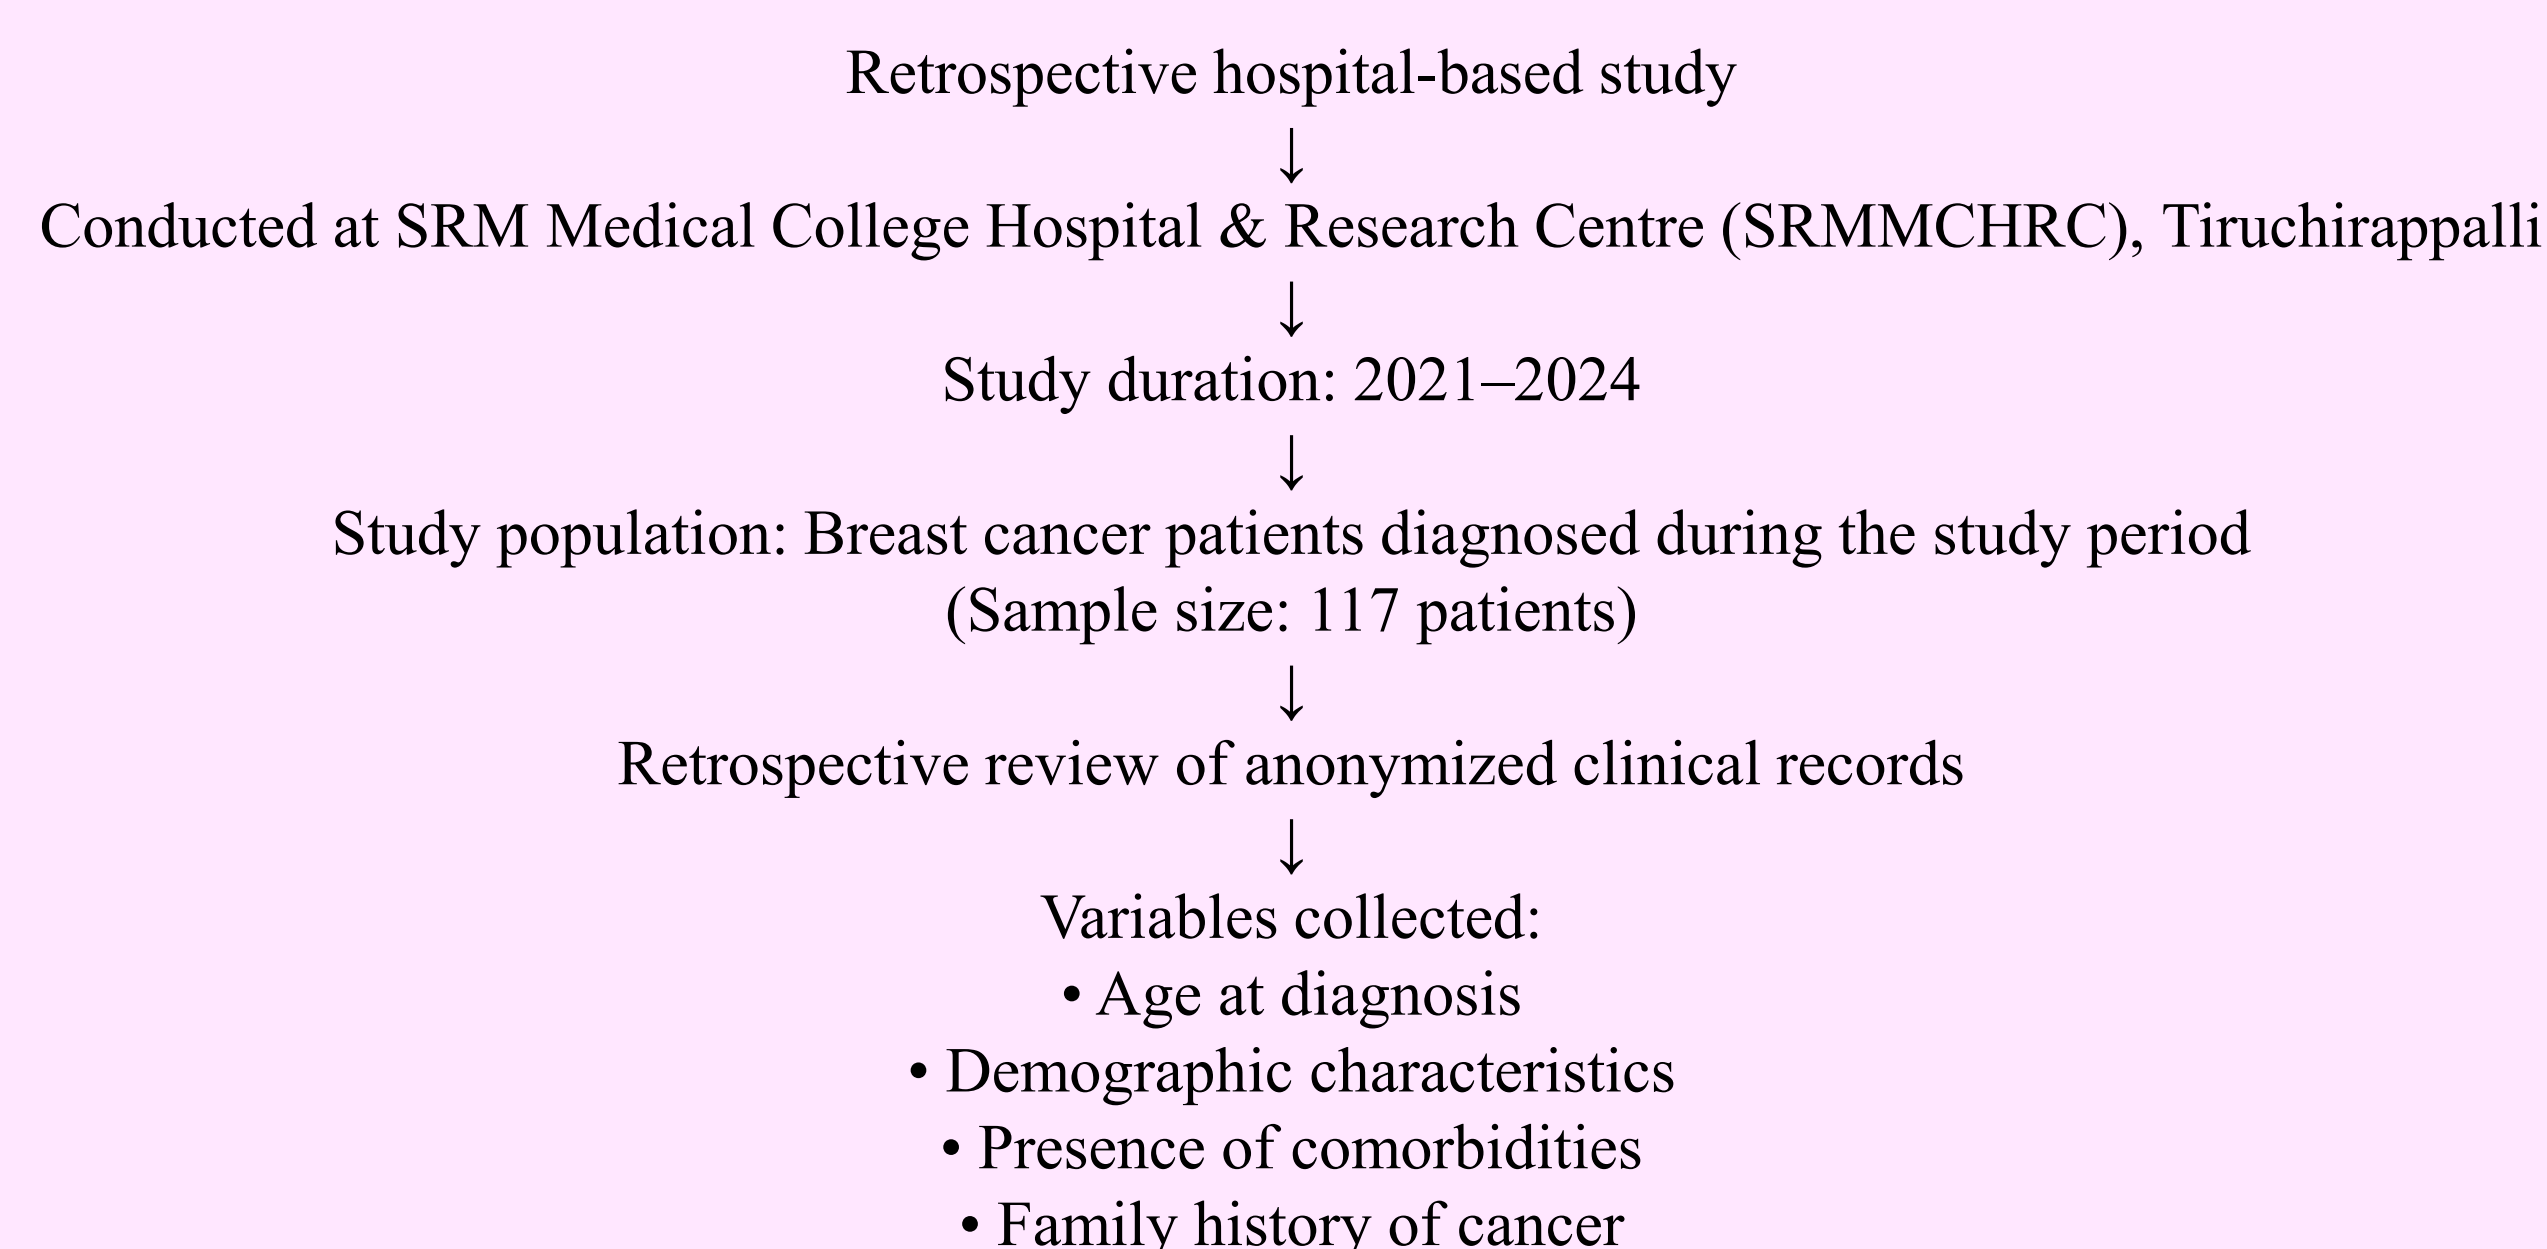 Retrospective hospital-based study
↓
Conducted at SRM Medical College Hospital & Research Centre (SRMMCHRC), Tiruchirappalli
↓
Study duration: 2021–2024
↓
Study population: Breast cancer patients diagnosed during the study period
(Sample size: 117 patients)
↓
Retrospective review of anonymized clinical records
↓
Variables collected:
• Age at diagnosis
• Demographic characteristics
• Presence of comorbidities
• Family history of cancer